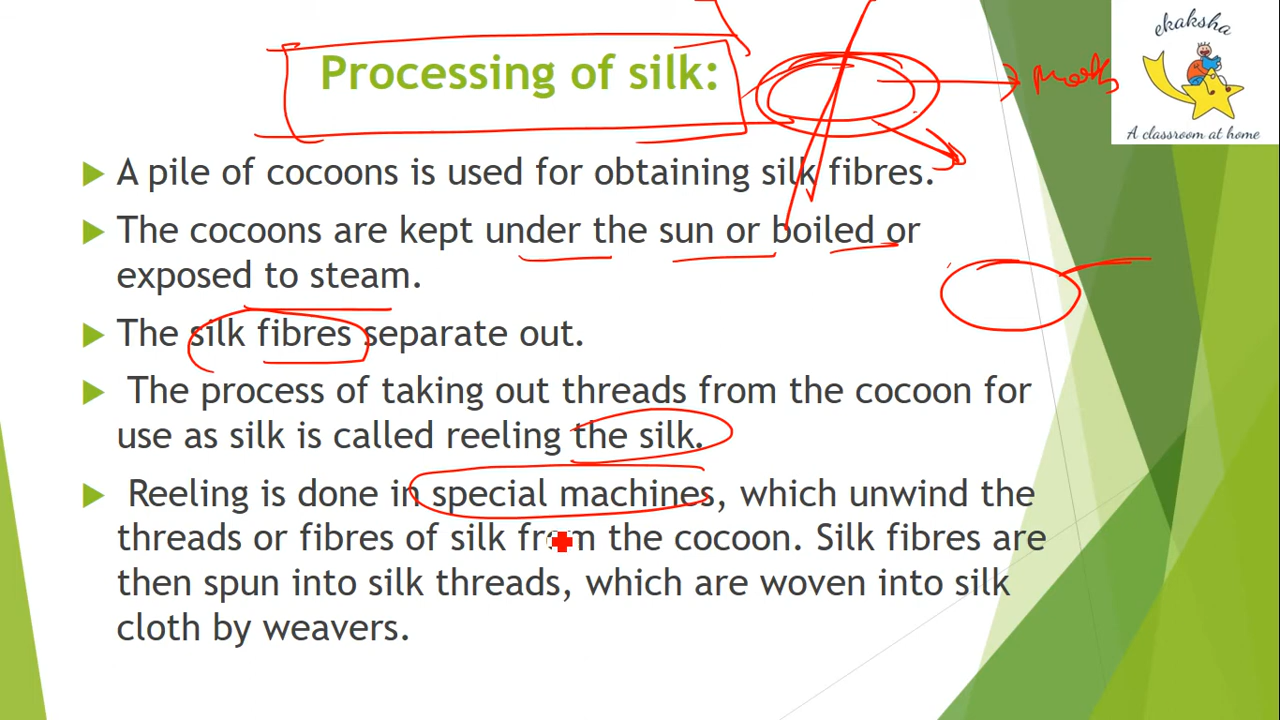 Processing of silk:
moth
ekaksha
A classroom at home
A pile of cocoons is used for obtaining silk fibres.
The cocoons are kept under the sun or boiled or
exposed to steam.
The silk fibres separate out.
The process of taking out threads from the cocoon for
use as silk is called reeling the silk.
Reeling is done in special machines, which unwind the
threads or fibres of silk from the cocoon. Silk fibres are
then spun into silk threads, which are woven into silk
cloth by weavers.